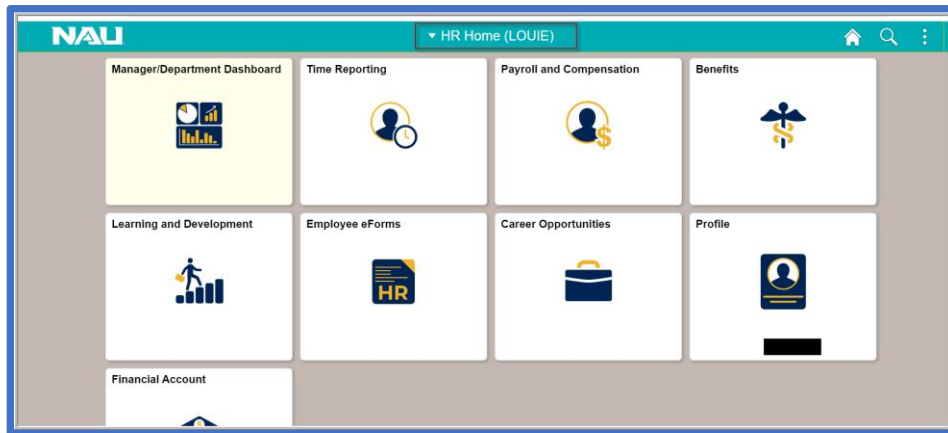 NAU
HR Home (LOUIE)
Manager/Department Dashboard
Time Reporting
Payroll and Compensation
Benefits
Learning and Development
Employee eForms
HR
Career Opportunities
Profile
Financial Account